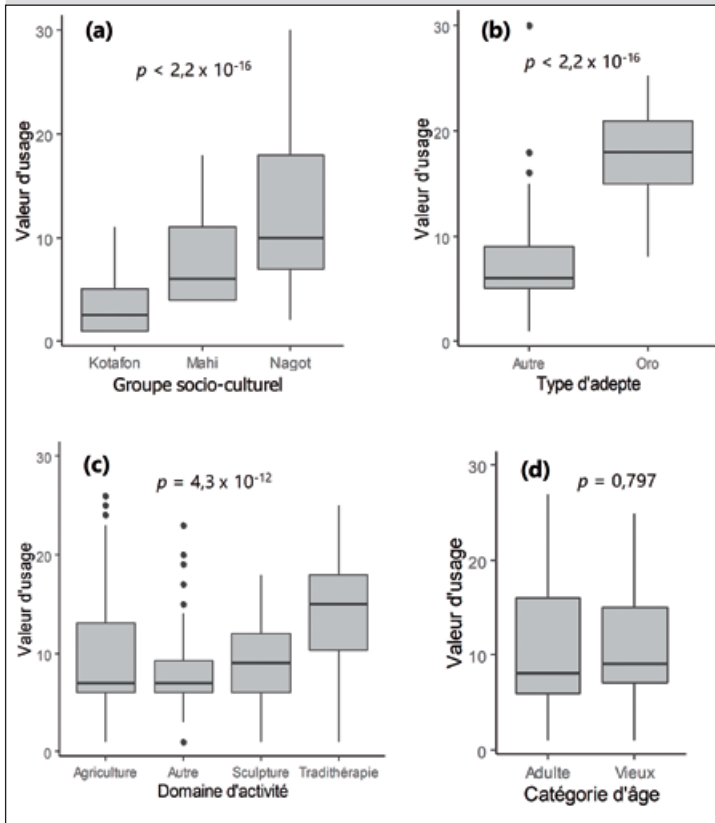 (a)
p < 2,2 x 10-16
30
20
10
0
Valeur d'usage
Kotafon Mahi Nagot
Groupe socio-culturel
(b)
p < 2,2 x 10-16
30
20
10
0
Valeur d'usage
Autre Oro
Type d'adepte
(c)
p = 4,3 x 10-12
30
20
10
0
Valeur d'usage
Agriculture Autre Sculpture Tradithérapie
Domaine d'activité
(d)
p = 0,797
30
20
10
0
Valeur d'usage
Adulte Vieux
Catégorie d'âge